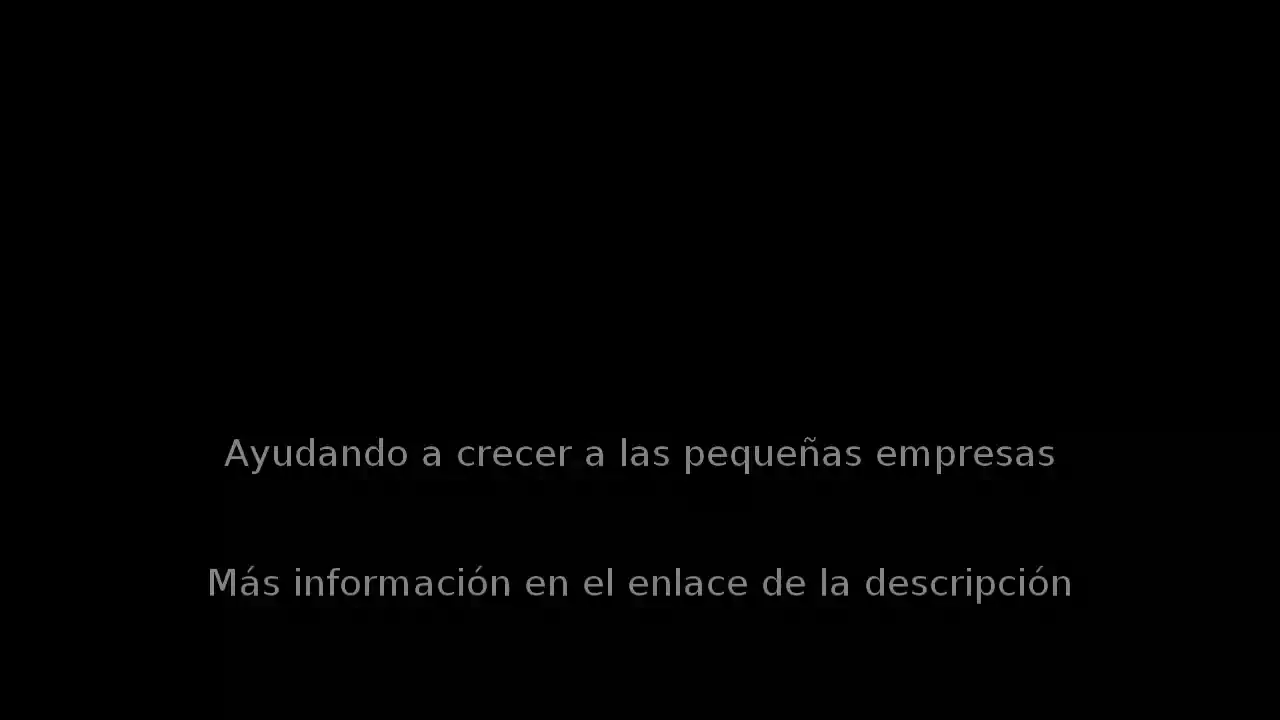 Ayudando a crecer a las pequeñas empresas
Más información en el enlace de la descripción